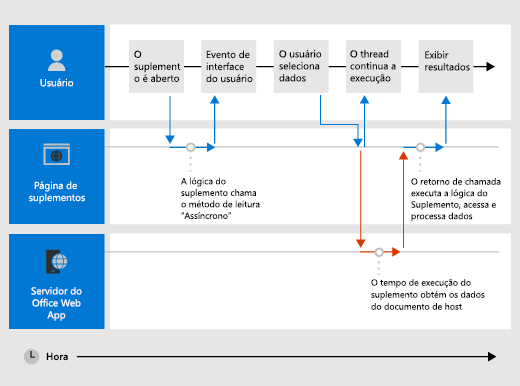 Usuário
O
suplement
o é aberto
Evento de
interface
do usuário
O usuário
seleciona
dados
O thread
continua a
execução
Exibir
resultados
Página de
suplementos
A lógica do
suplemento chama
o método de leitura
"Assíncrono"
O retorno de chamada
executa a lógica do
Suplemento, acessa e
processa dados
Servidor do
Office Web
App
O tempo de execução do
suplemento obtém os dados
do documento de host
Hora